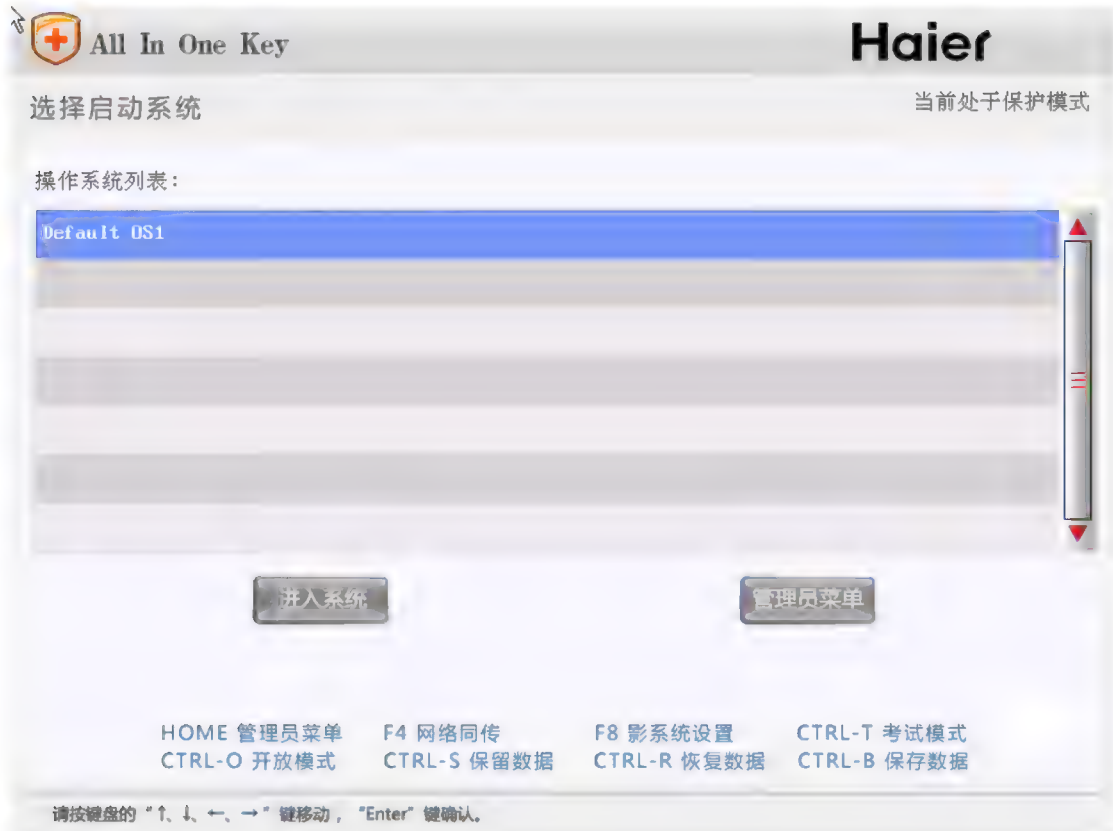 All In One Key
Haier
选择启动系统
当前处于保护模式
操作系统列表：
Default OS1
进入系统
管理员菜单
HOME 管理员菜单 F4 网络同传 F8 影系统设置 CTRL-T 考试模式
CTRL-O 开放模式 CTRL-S 保留数据 CTRL-R 恢复数据 CTRL-B 保存数据
请按键盘的“↑、↓、←、→”键移动，“Enter”键确认。